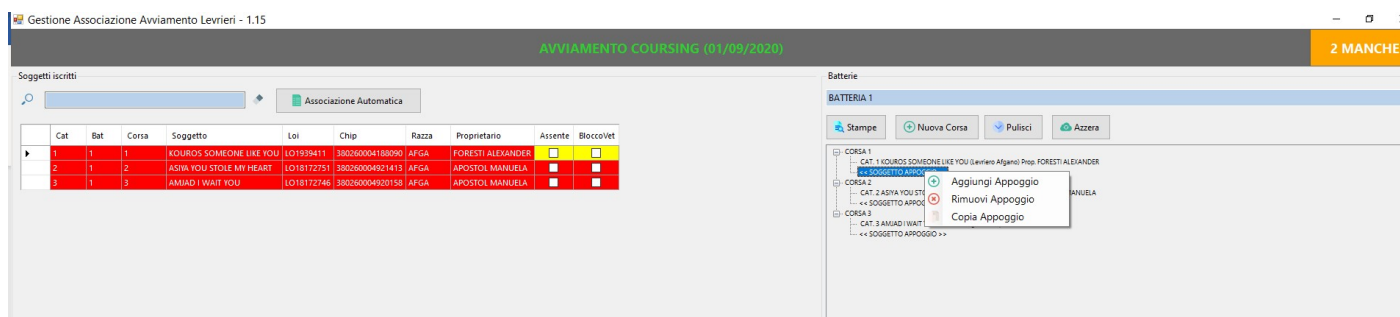 Gestione Associazione Avviamento Levrieri - 1.15
AVVIAMENTO COURSING (01/09/2020)
2 MANCHE
Soggetti iscritti
Associazione Automatica
Cat Bat Corsa Soggetto Loi Chip Razza Proprietario Assente BloccoVet
1 1 1 KOUROS SOMEONE LIKE YOU LO1939411 380260004188090 AFGA FORESTI ALEXANDER
2 1 2 ASIYA YOU STOLE MY HEART LO18172751 380260004921413 AFGA APOSTOL MANUELA
3 1 3 AMJAD I WAIT YOU LO18172746 380260004920158 AFGA APOSTOL MANUELA
Batterie
BATTERIA 1
Stampe Nuova Corsa Pulisci Azzera
CORSA 1
CAT. 1 KOUROS SOMEONE LIKE YOU (Levriero Afgano) Prop. FORESTI ALEXANDER
<< SOGGETTO APPOGGIO >>
CORSA 2
CAT. 2 ASIYA YOU STO
<< SOGGETTO APPOG
CORSA 3
CAT. 3 AMJAD I WAIT
<< SOGGETTO APPOGGIO >>
Aggiungi Appoggio
Rimuovi Appoggio
Copia Appoggio